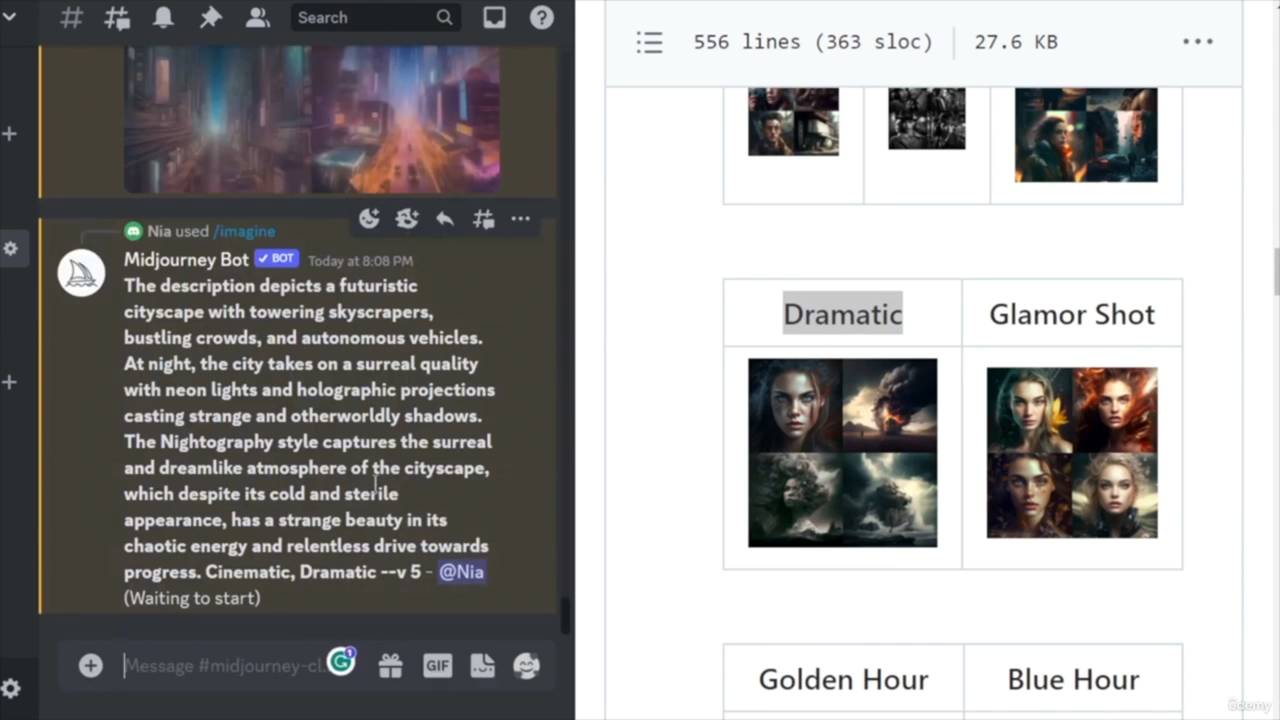 Search
Nia used /imagine
Midjourney Bot BOT Today at 8:08 PM
The description depicts a futuristic
cityscape with towering skyscrapers,
bustling crowds, and autonomous vehicles.
At night, the city takes on a surreal quality
with neon lights and holographic projections
casting strange and otherworldly shadows.
The Nightography style captures the surreal
and dreamlike atmosphere of the cityscape,
which despite its cold and sterile
appearance, has a strange beauty in its
chaotic energy and relentless drive towards
progress. Cinematic, Dramatic --v 5 - @Nia
(Waiting to start)
Message #midjourney-cl
1
GIF
556 lines (363 sloc) 27.6 KB
Dramatic Glamor Shot
Golden Hour Blue Hour
ûdemy